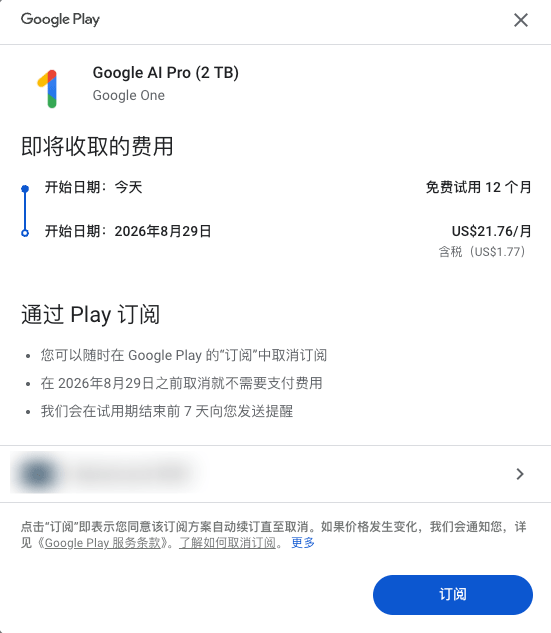 Google Play
Google AI Pro (2 TB)
Google One
即将收取的费用
开始日期：今天
免费试用 12 个月
开始日期：2026年8月29日
US$21.76/月
含税（US$1.77）
通过 Play 订阅
您可以随时在 Google Play 的“订阅”中取消订阅
在 2026年8月29日之前取消就不需要支付费用
我们会在试用期结束前 7 天向您发送提醒
点击“订阅”即表示您同意该订阅方案自动续订直至取消。如果价格发生变化，我们会通知您，详
见《Google Play 服务条款》。了解如何取消订阅。 更多
订阅